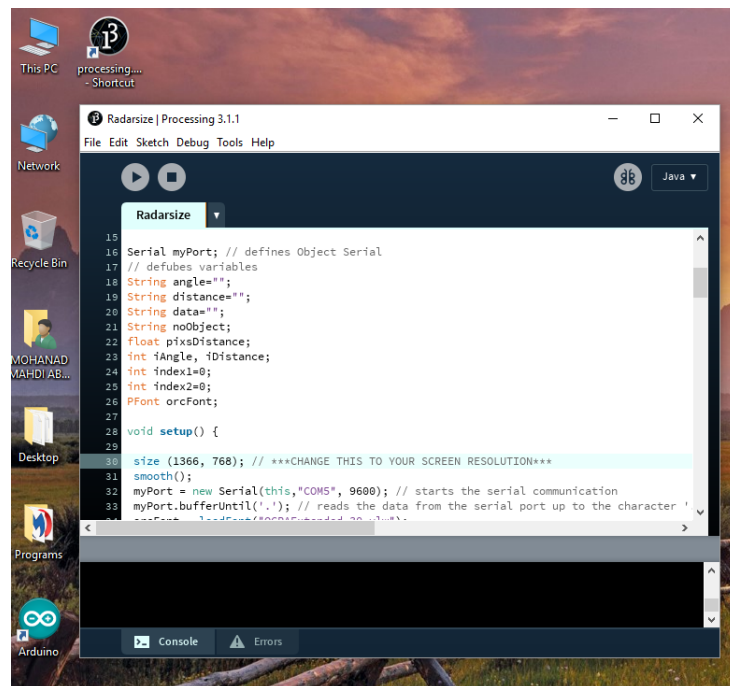 This PC
processing....
- Shortcut
Network
Recycle Bin
MOHANAD
MAHDI AB...
Desktop
Programs
Arduino
Radarsize | Processing 3.1.1
File Edit Sketch Debug Tools Help
Java ▾
Radarsize ▾
15
16 Serial myPort; // defines Object Serial
17 // defubes variables
18 String angle="";
19 String distance="";
20 String data="";
21 String noObject;
22 float pixsDistance;
23 int iAngle, iDistance;
24 int index1=0;
25 int index2=0;
26 PFont orcFont;
27
28 void setup() {
29
30 size (1366, 768); // ***CHANGE THIS TO YOUR SCREEN RESOLUTION***
31 smooth();
32 myPort = new Serial(this,"COM5", 9600); // starts the serial communication
33 myPort.bufferUntil('.'); // reads the data from the serial port up to the character '
Console
Errors